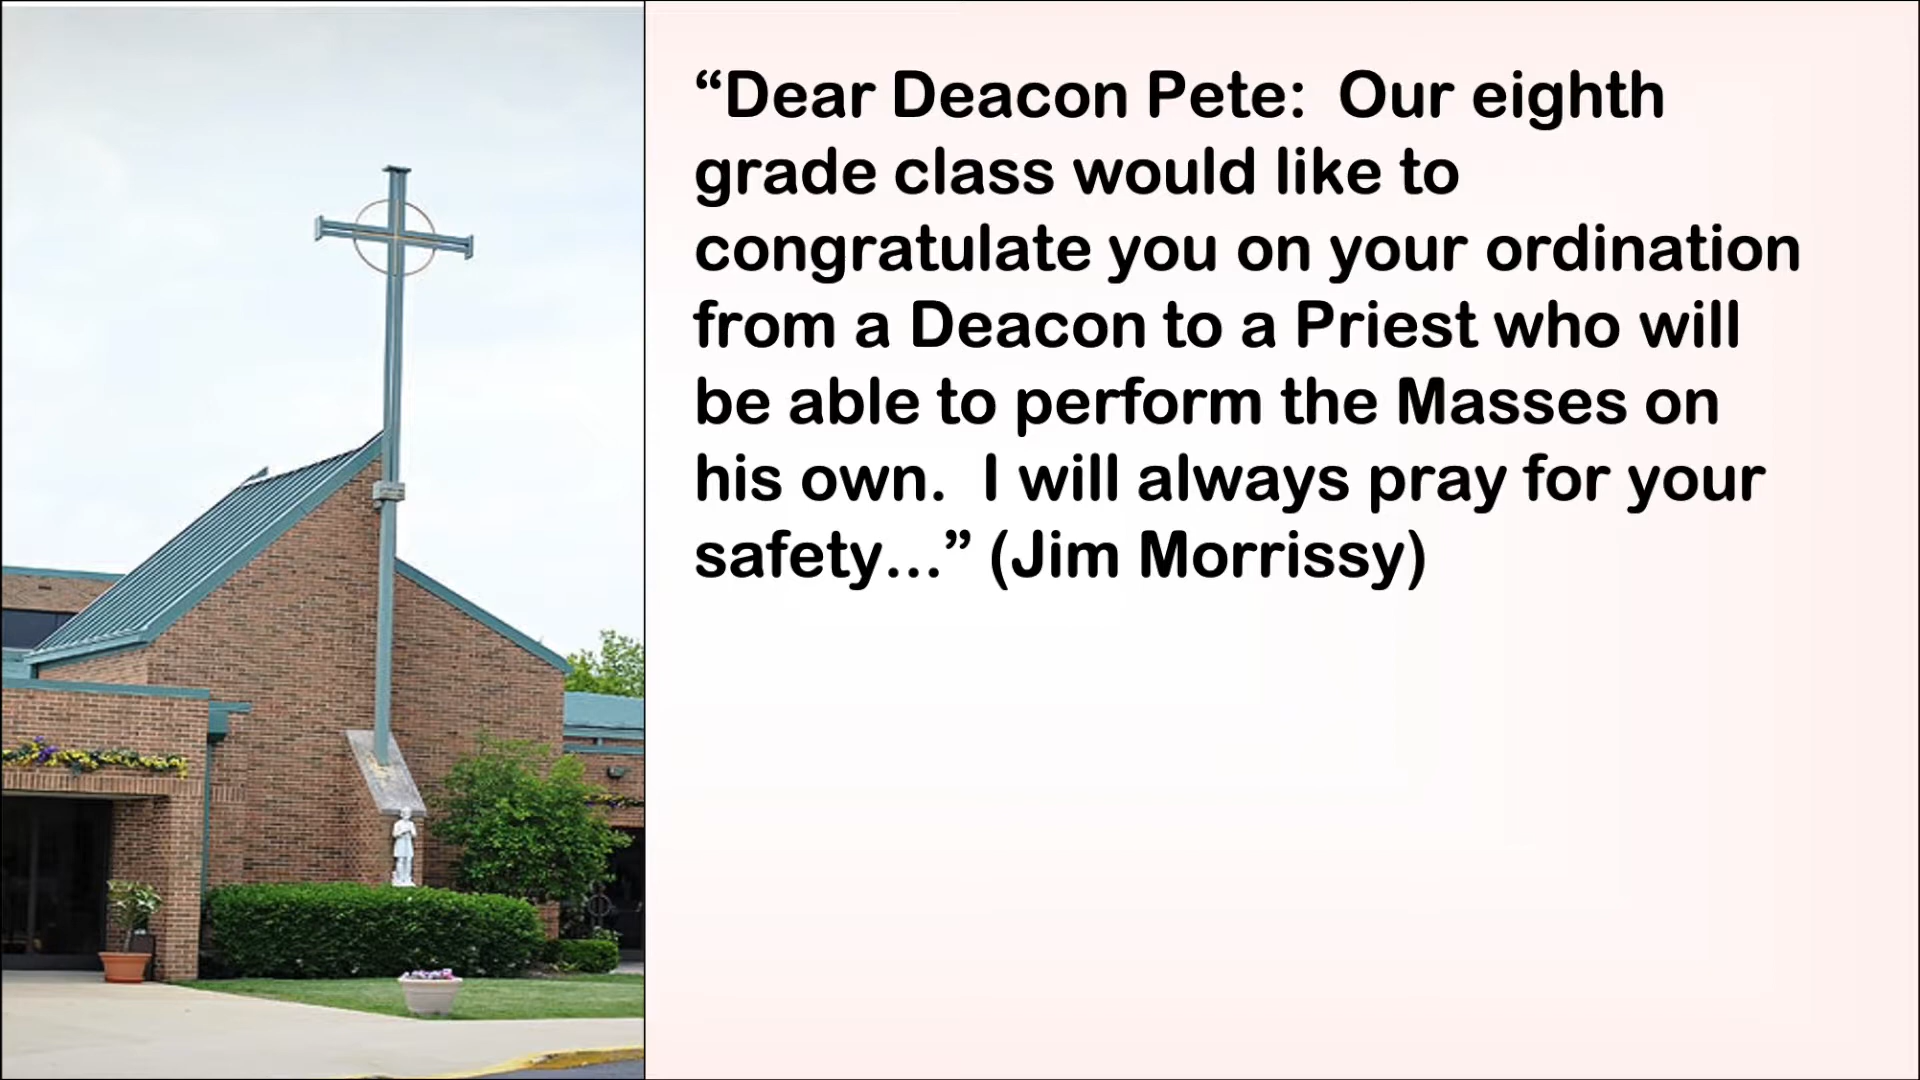 “Dear Deacon Pete:  Our eighth
grade class would like to
congratulate you on your ordination
from a Deacon to a Priest who will
be able to perform the Masses on
his own.  I will always pray for your
safety…” (Jim Morrissy)